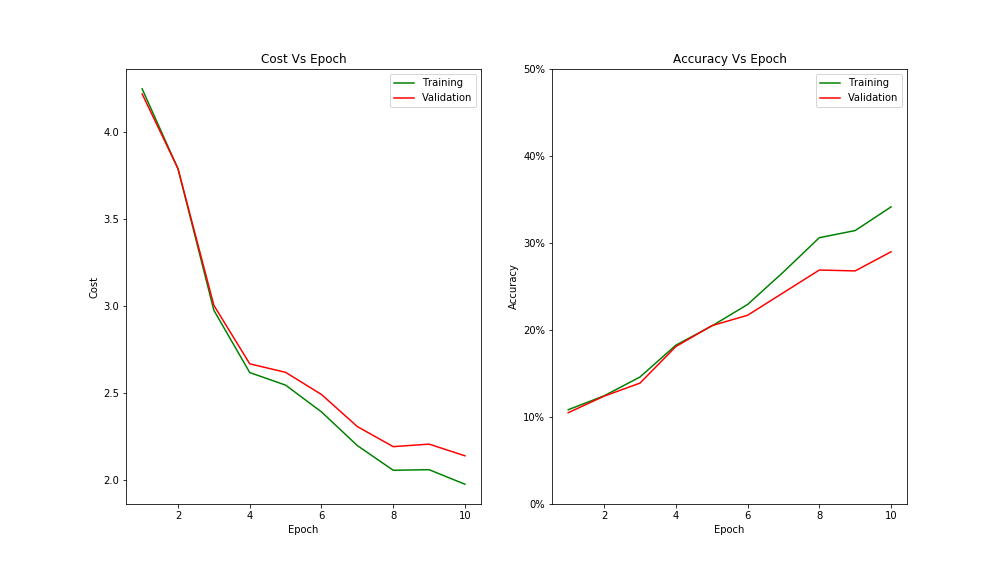 Cost Vs Epoch
Training
Validation
4.0
3.5
3.0
2.5
2.0
Cost
2
4
6
8
10
Epoch
Accuracy Vs Epoch
Training
Validation
50%
40%
30%
20%
10%
0%
Accuracy
2
4
6
8
10
Epoch